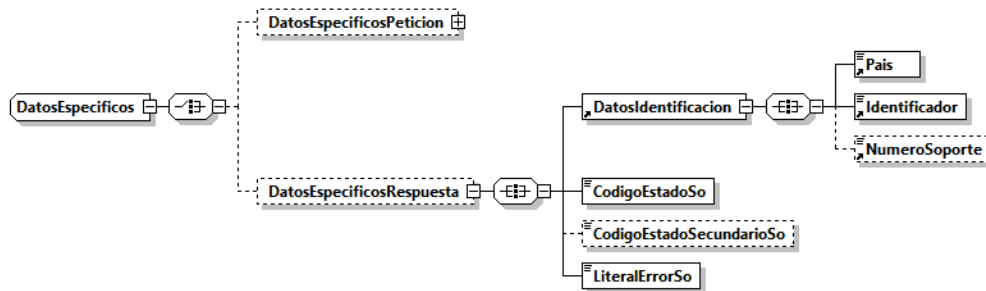 DatosEspecificosPeticion
Pais
DatosEspecificos
DatosIdentificacion
Identificador
NumeroSoporte
DatosEspecificosRespuesta
CodigoEstadoSo
CodigoEstadoSecundarioSo
LiteralErrorSo